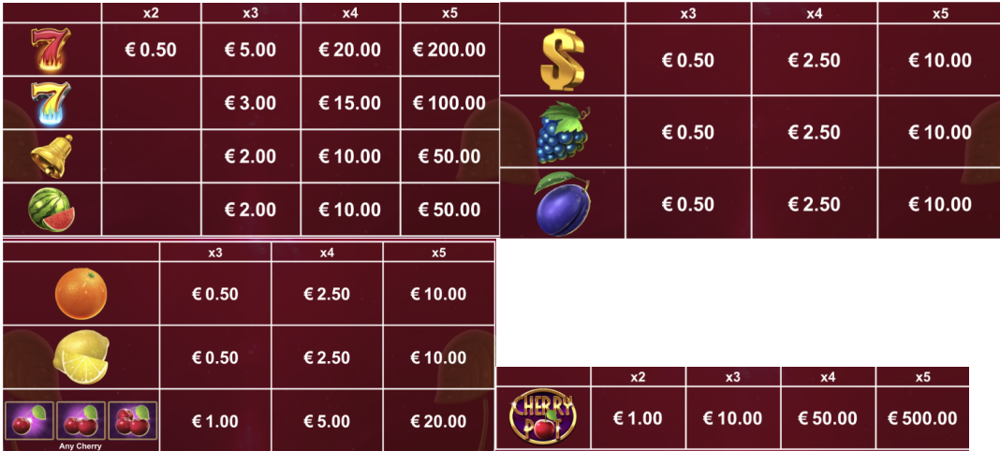 x2 x3 x4 x5
7 € 0.50 € 5.00 € 20.00 € 200.00
7 € 3.00 € 15.00 € 100.00
€ 2.00 € 10.00 € 50.00
€ 2.00 € 10.00 € 50.00
x3 x4 x5
$ € 0.50 € 2.50 € 10.00
€ 0.50 € 2.50 € 10.00
€ 0.50 € 2.50 € 10.00
x3 x4 x5
€ 0.50 € 2.50 € 10.00
€ 0.50 € 2.50 € 10.00
€ 1.00 € 5.00 € 20.00
Any Cherry
x2 x3 x4 x5
CHERRY
POT
€ 1.00 € 10.00 € 50.00 € 500.00